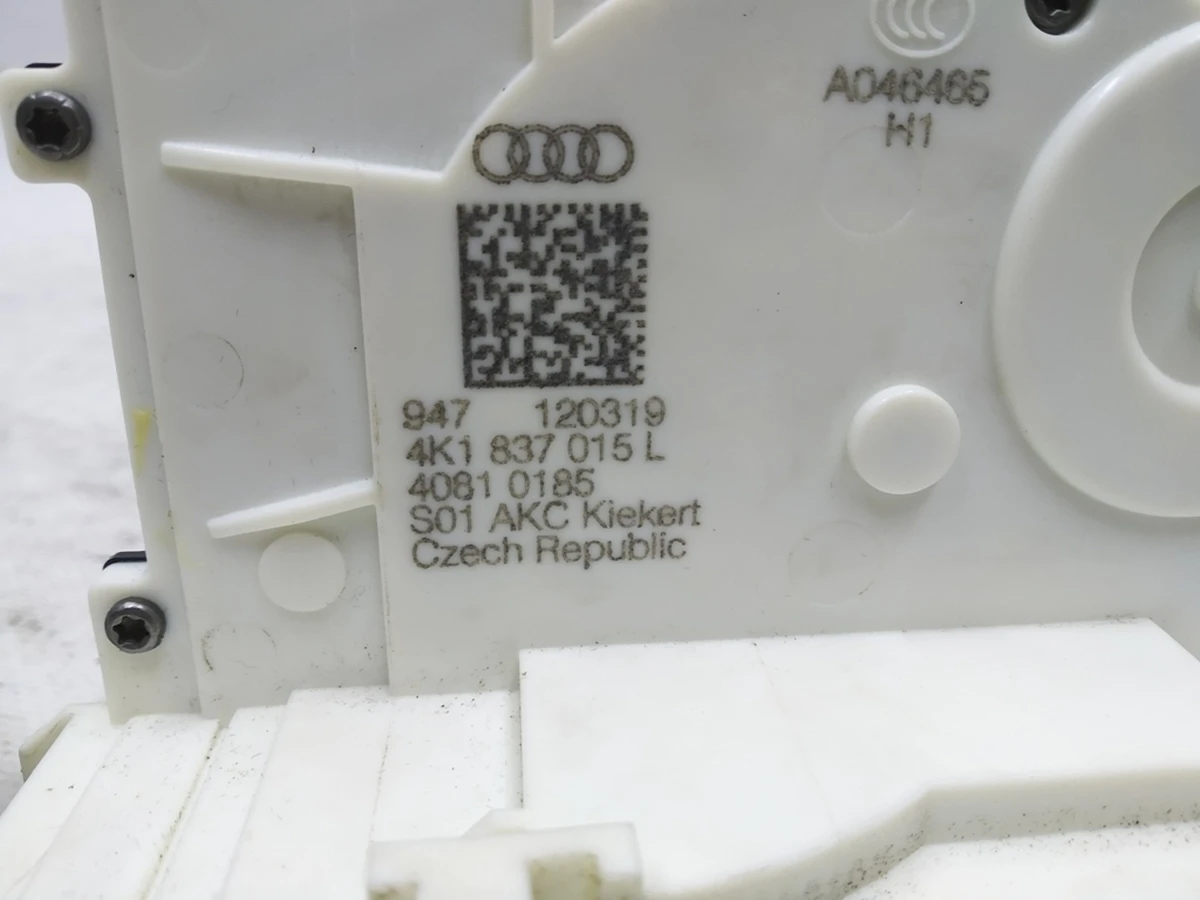 A046465
H1
947 120319
4K1 837 015 L
4081 0185
S01 AKC Kiekert
Czech Republic